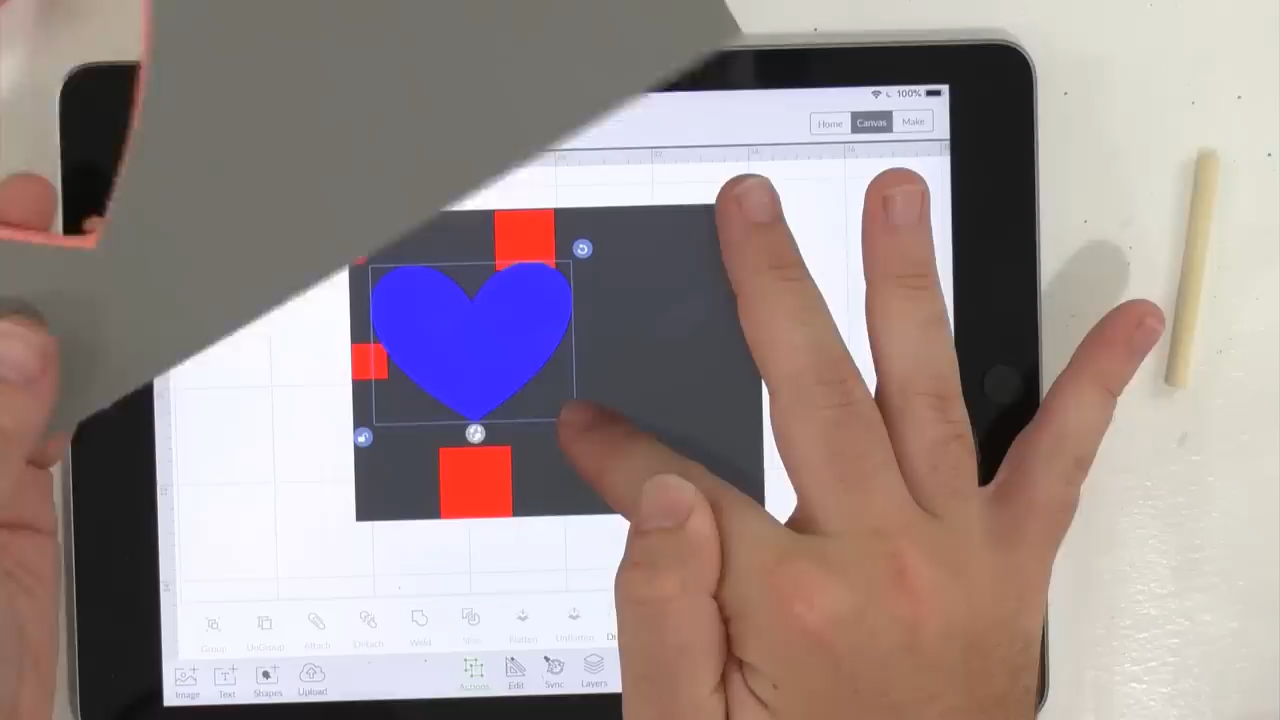 100%
Home Canvas Make
Group UnGroup Attach Detach Weld Slice Flatten Unflatten
Image Text Shapes Upload Actions Edit Sync Layers